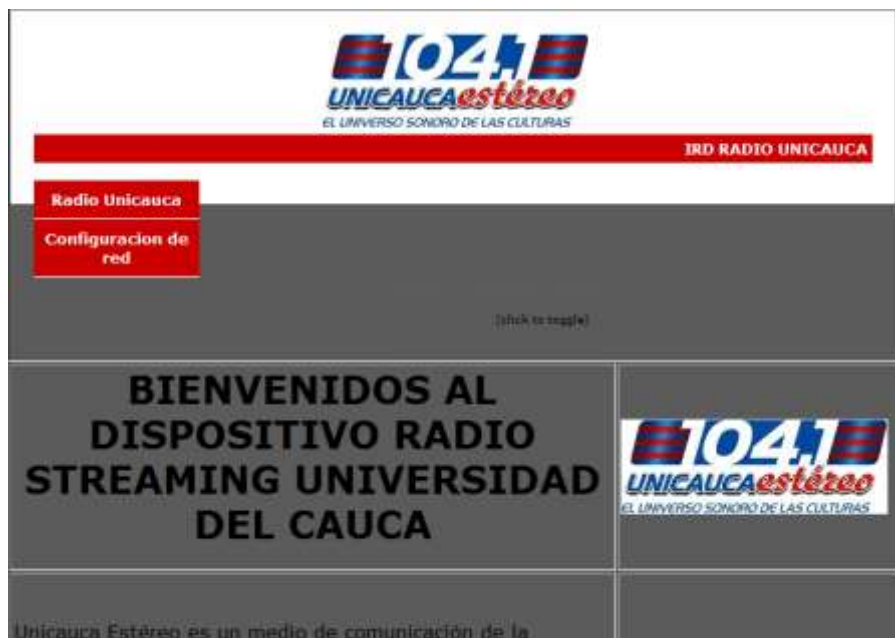 104.1
UNICAUCAestéreo
EL UNIVERSO SONORO DE LAS CULTURAS
IRD RADIO UNICAUCA
Radio Unicauca
Configuracion de
red
(click to toggle)
BIENVENIDOS AL
DISPOSITIVO RADIO
STREAMING UNIVERSIDAD
DEL CAUCA
104.1
UNICAUCAestéreo
EL UNIVERSO SONORO DE LAS CULTURAS
Unicauca Estéreo es un medio de comunicación de la